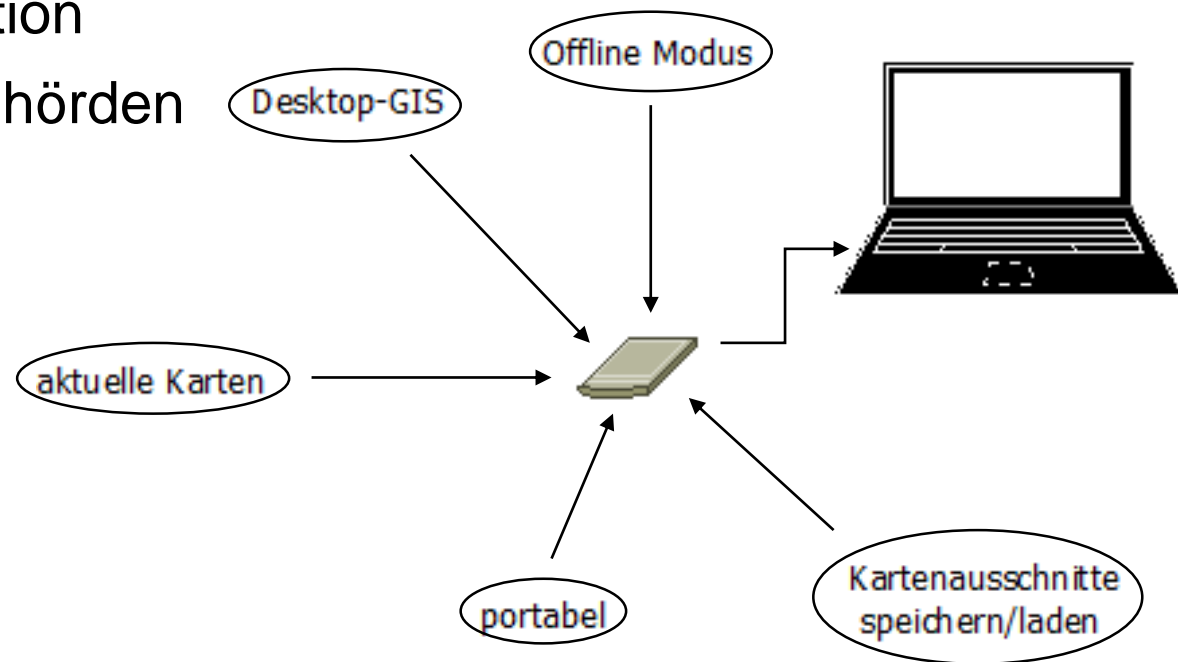 tion
hörden
Offline Modus
Desktop-GIS
aktuelle Karten
portabel
Kartenausschnitte
speichern/laden